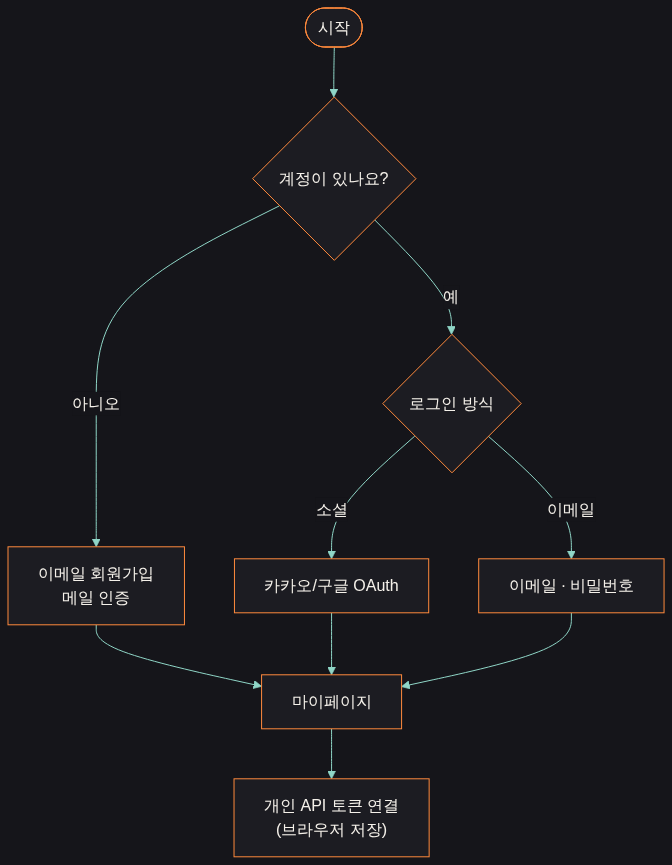 시작
계정이 있나요?
예
아니오
로그인 방식
소셜
이메일
이메일 회원가입
메일 인증
카카오/구글 OAuth
이메일 · 비밀번호
마이페이지
개인 API 토큰 연결
(브라우저 저장)